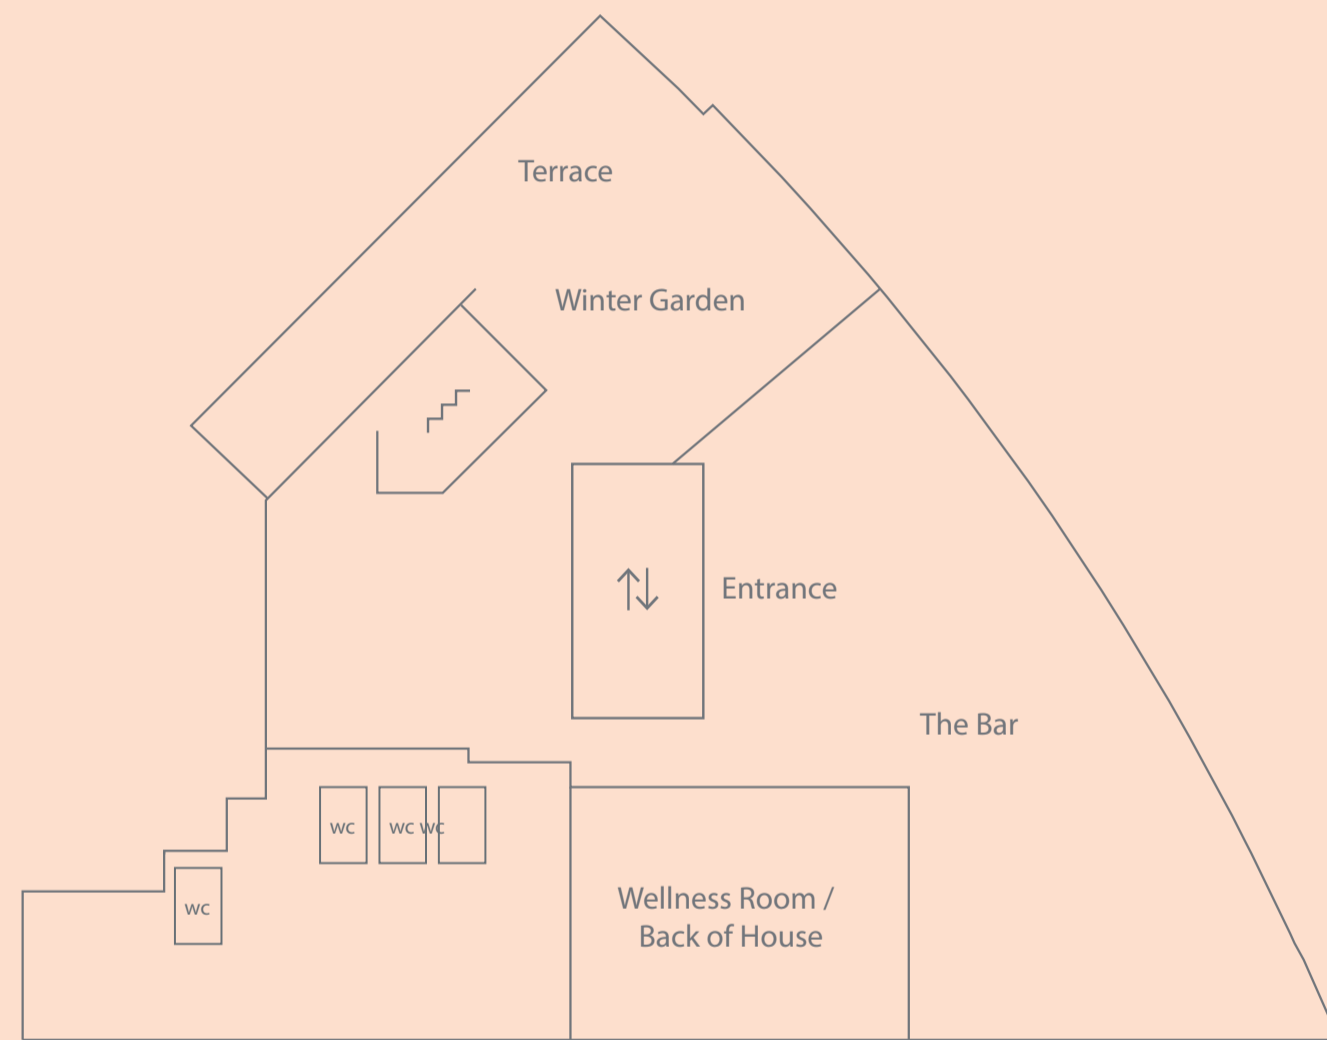 Terrace
Winter Garden
Entrance
The Bar
wc
wc
wc
Wellness Room /
Back of House
wc